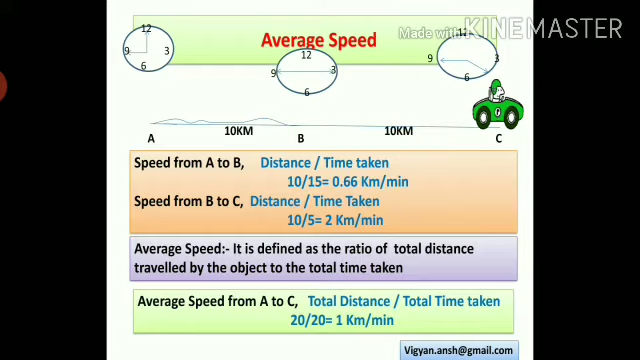 Made with KINEMASTER
Average Speed
12
9 3
6
12
9 3
6
12
9 3
6
10KM 10KM
A B C
Speed from A to B, Distance / Time taken
10/15= 0.66 Km/min
Speed from B to C, Distance / Time Taken
10/5= 2 Km/min
Average Speed:- It is defined as the ratio of total distance
travelled by the object to the total time taken
Average Speed from A to C, Total Distance / Total Time taken
20/20= 1 Km/min
Vigyan.ansh@gmail.com